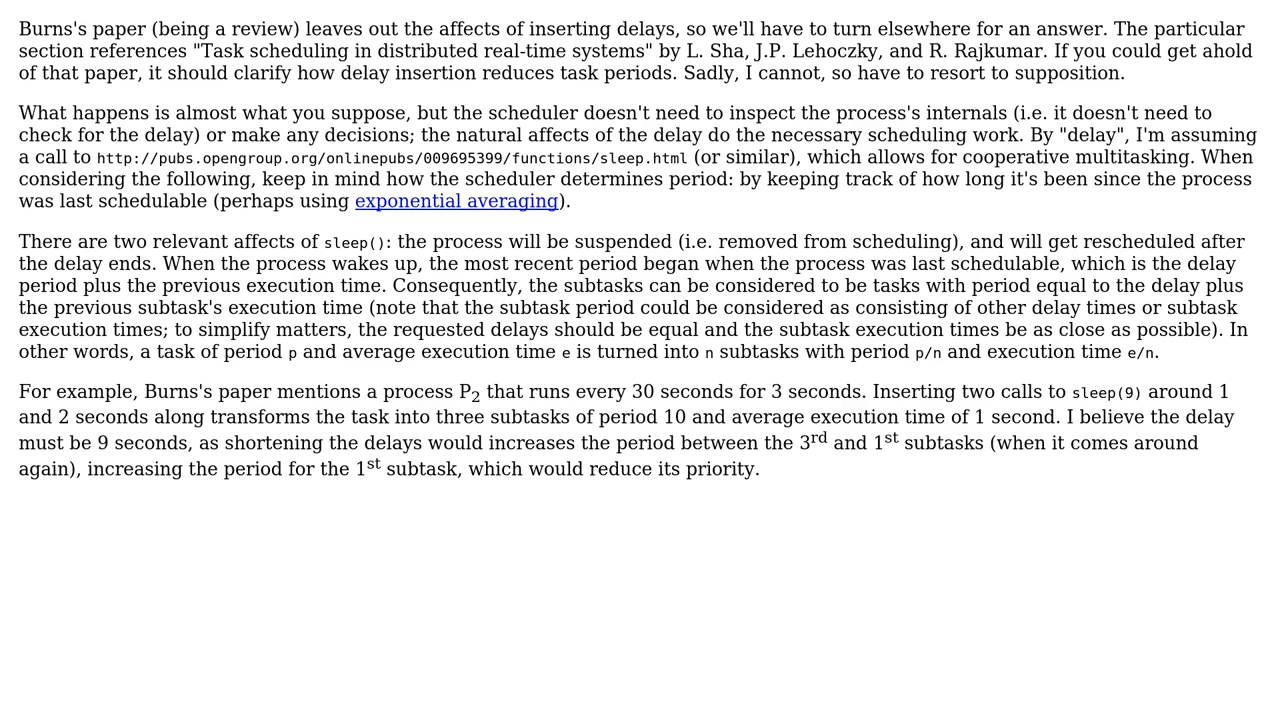 Burns's paper (being a review) leaves out the affects of inserting delays, so we'll have to turn elsewhere for an answer. The particular
section references "Task scheduling in distributed real-time systems" by L. Sha, J.P. Lehoczky, and R. Rajkumar. If you could get ahold
of that paper, it should clarify how delay insertion reduces task periods. Sadly, I cannot, so have to resort to supposition.
What happens is almost what you suppose, but the scheduler doesn't need to inspect the process's internals (i.e. it doesn't need to
check for the delay) or make any decisions; the natural affects of the delay do the necessary scheduling work. By "delay", I'm assuming
a call to http://pubs.opengroup.org/onlinepubs/009695399/functions/sleep.html (or similar), which allows for cooperative multitasking. When
considering the following, keep in mind how the scheduler determines period: by keeping track of how long it's been since the process
was last schedulable (perhaps using exponential averaging).
There are two relevant affects of sleep(): the process will be suspended (i.e. removed from scheduling), and will get rescheduled after
the delay ends. When the process wakes up, the most recent period began when the process was last schedulable, which is the delay
period plus the previous execution time. Consequently, the subtasks can be considered to be tasks with period equal to the delay plus
the previous subtask's execution time (note that the subtask period could be considered as consisting of other delay times or subtask
execution times; to simplify matters, the requested delays should be equal and the subtask execution times be as close as possible). In
other words, a task of period p and average execution time e is turned into n subtasks with period p/n and execution time e/n.
For example, Burns's paper mentions a process P2 that runs every 30 seconds for 3 seconds. Inserting two calls to sleep(9) around 1
and 2 seconds along transforms the task into three subtasks of period 10 and average execution time of 1 second. I believe the delay
must be 9 seconds, as shortening the delays would increases the period between the 3rd and 1st subtasks (when it comes around
again), increasing the period for the 1st subtask, which would reduce its priority.